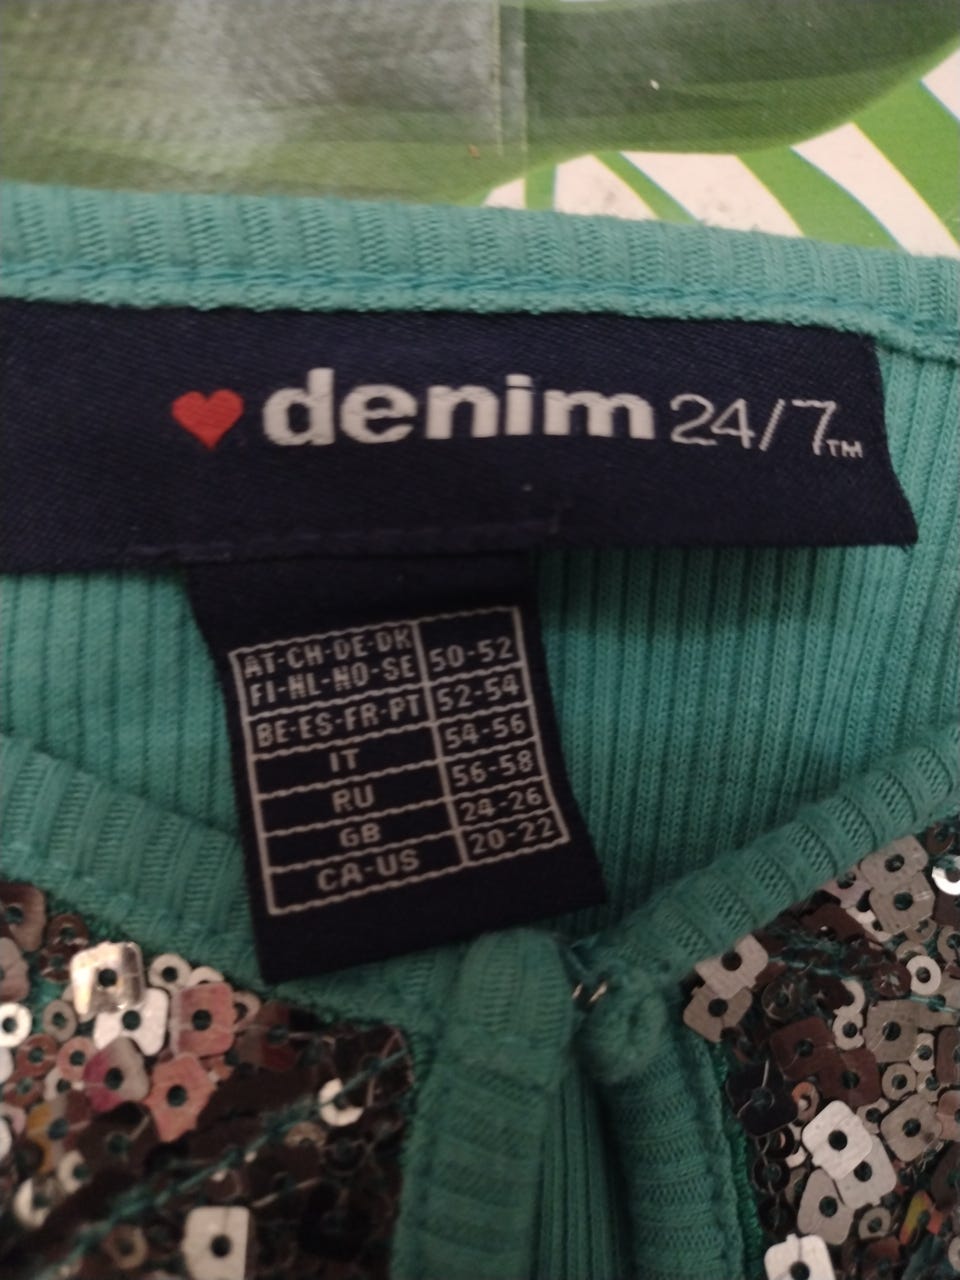 denim 24/7™
AT-CH-DE-DK
FI-NL-NO-SE 50-52
BE-ES-FR-PT 52-54
IT 54-56
RU 56-58
GB 24-26
CA-US 20-22